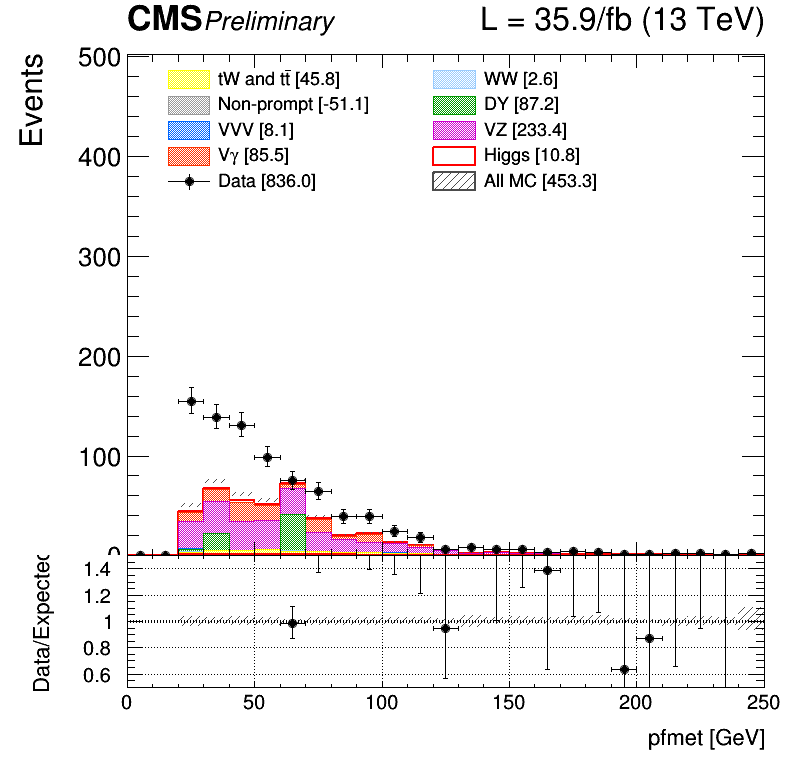 CMS Preliminary L = 35.9/fb (13 TeV)
Events
500
400
300
200
100
0
tW and tt̄ [45.8] WW [2.6]
Non-prompt [-51.1] DY [87.2]
VVV [8.1] VZ [233.4]
Vγ [85.5] Higgs [10.8]
Data [836.0] All MC [453.3]
Data/Expected
1.4
1.2
1
0.8
0.6
0 50 100 150 200 250
pfmet [GeV]